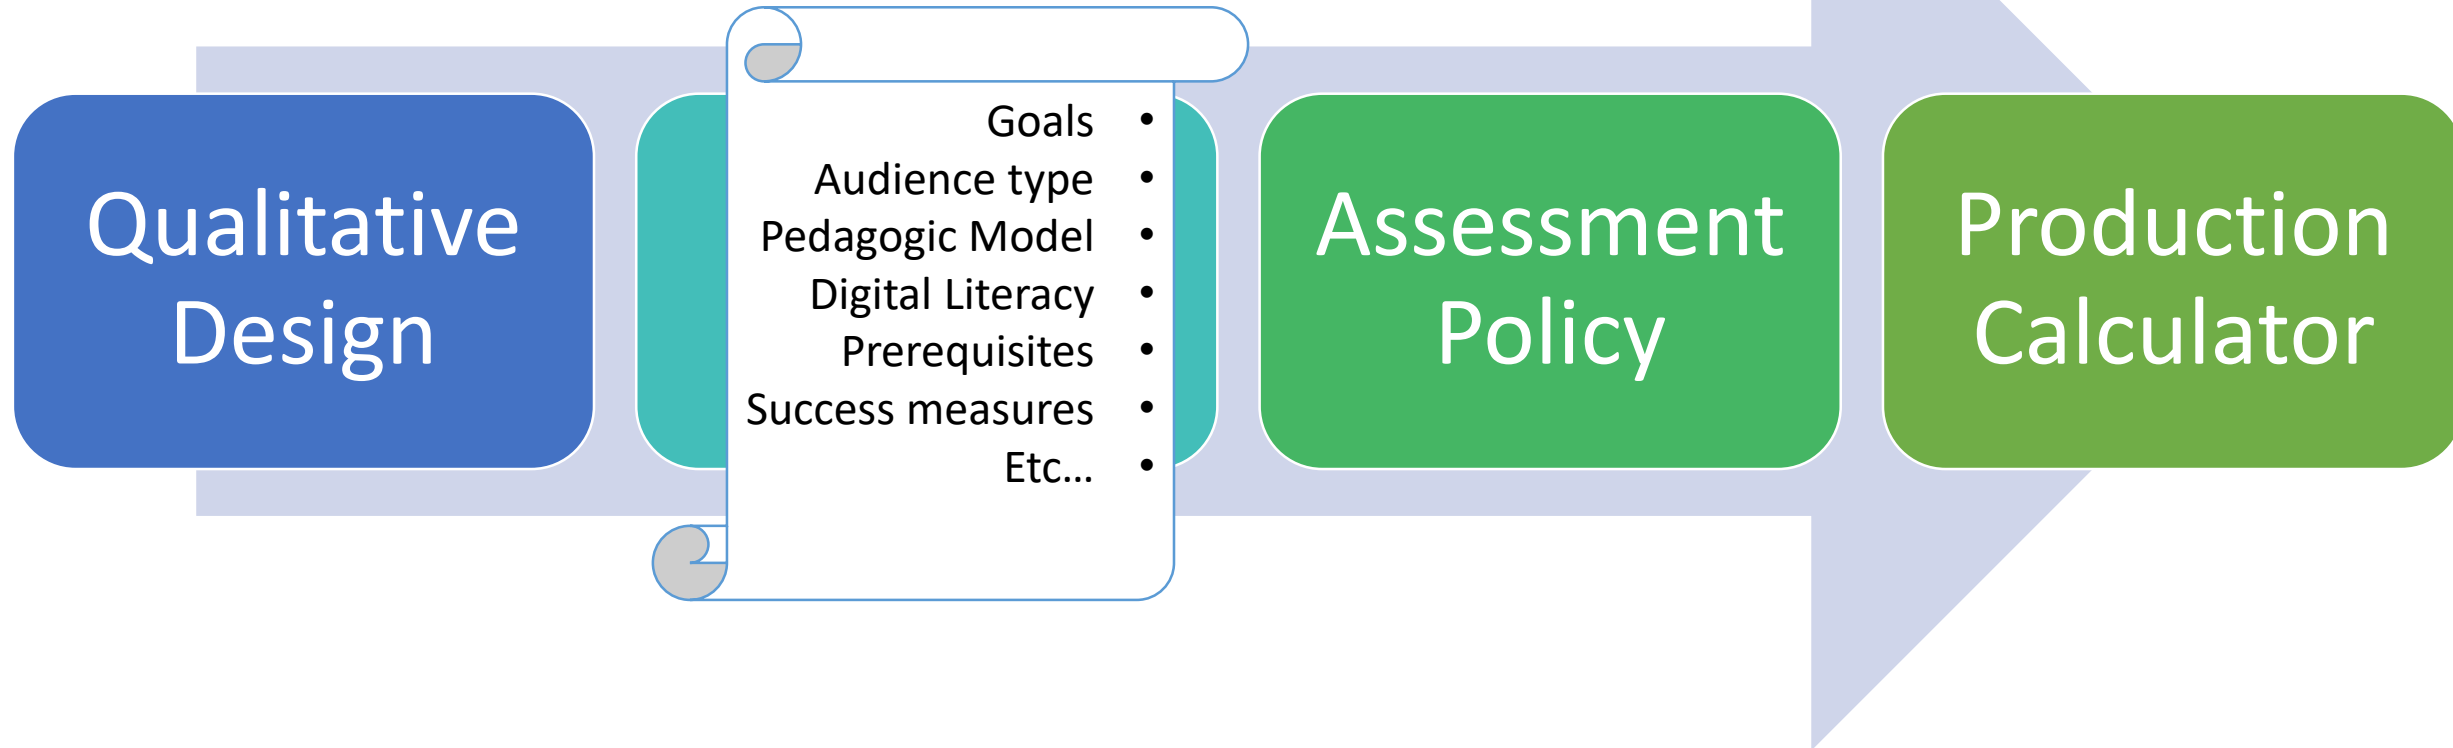 Qualitative
Design
Goals •
Audience type •
Pedagogic Model •
Digital Literacy •
Prerequisites •
Success measures •
Etc... •
Assessment
Policy
Production
Calculator